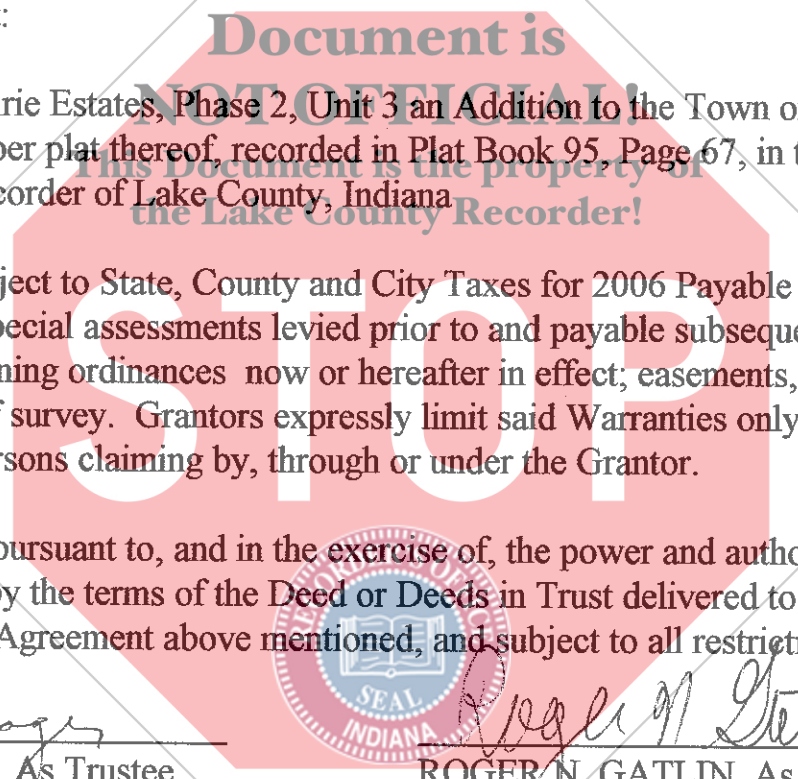 t:
Document is
NOT OFFICIAL!
rie Estates, Phase 2, Unit 3 an Addition to the Town o
per plat thereof, recorded in Plat Book 95, Page 67, in t
This Document is the property of
corder of Lake County, Indiana
the Lake County Recorder!
ject to State, County and City Taxes for 2006 Payable
pecial assessments levied prior to and payable subseque
ning ordinances now or hereafter in effect; easements,
f survey. Grantors expressly limit said Warranties only
rsons claiming by, through or under the Grantor.
STOP
pursuant to, and in the exercise of, the power and autho
by the terms of the Deed or Deeds in Trust delivered to
Agreement above mentioned, and subject to all restricti
SEAL
INDIANA
As Trustee
ROGER N. GATLIN, As